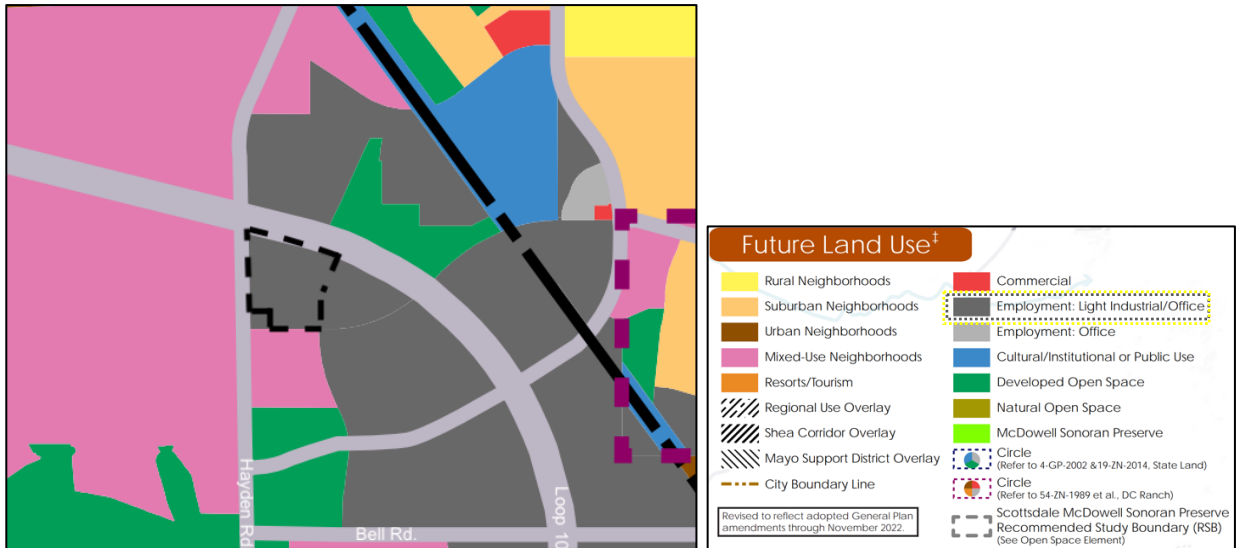 Hayden Rd.
Bell Rd.
Loop 10
Future Land Use‡
Rural Neighborhoods
Suburban Neighborhoods
Urban Neighborhoods
Mixed-Use Neighborhoods
Resorts/Tourism
Regional Use Overlay
Shea Corridor Overlay
Mayo Support District Overlay
City Boundary Line
Revised to reflect adopted General Plan
amendments through November 2022.
Commercial
Employment: Light Industrial/Office
Employment: Office
Cultural/Institutional or Public Use
Developed Open Space
Natural Open Space
McDowell Sonoran Preserve
Circle
(Refer to 4-GP-2002 &19-ZN-2014, State Land)
Circle
(Refer to 54-ZN-1989 et al., DC Ranch)
Scottsdale McDowell Sonoran Preserve
Recommended Study Boundary (RSB)
(See Open Space Element)